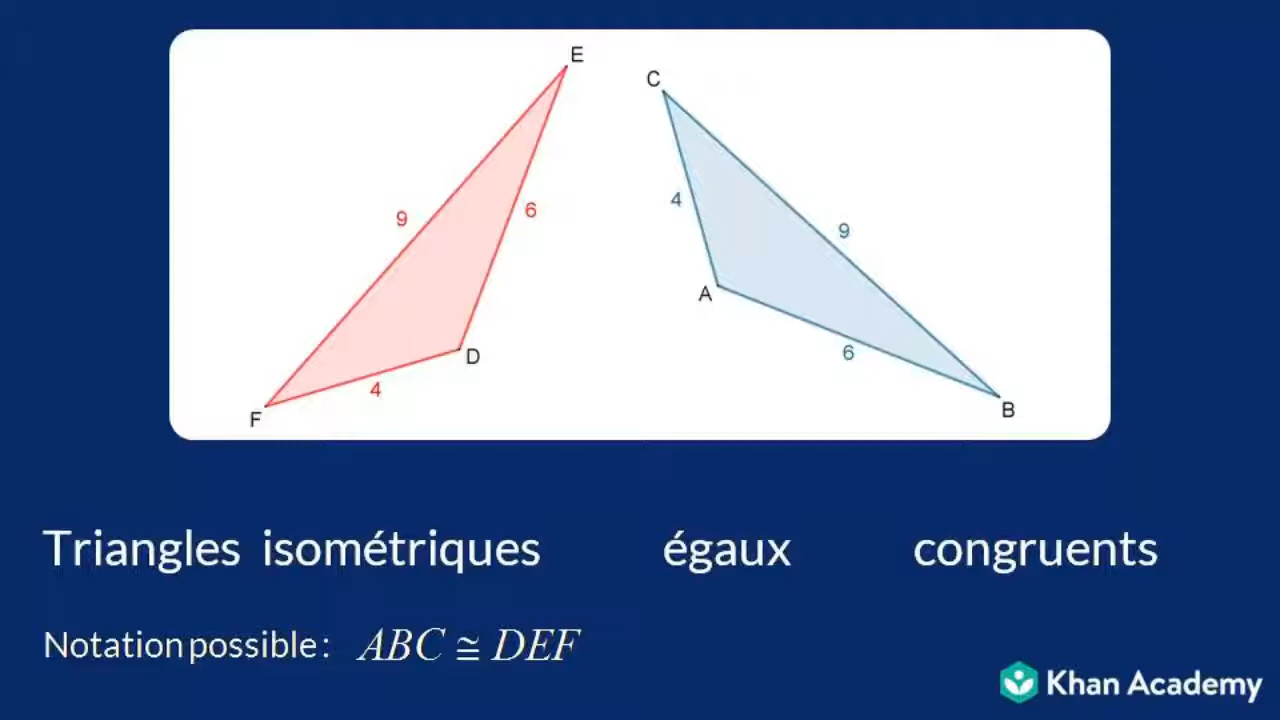 E
C
9
6
4
9
A
D
6
4
F
B
Triangles isométriques égaux congruents
Notation possible : ABC ≅ DEF
Khan Academy